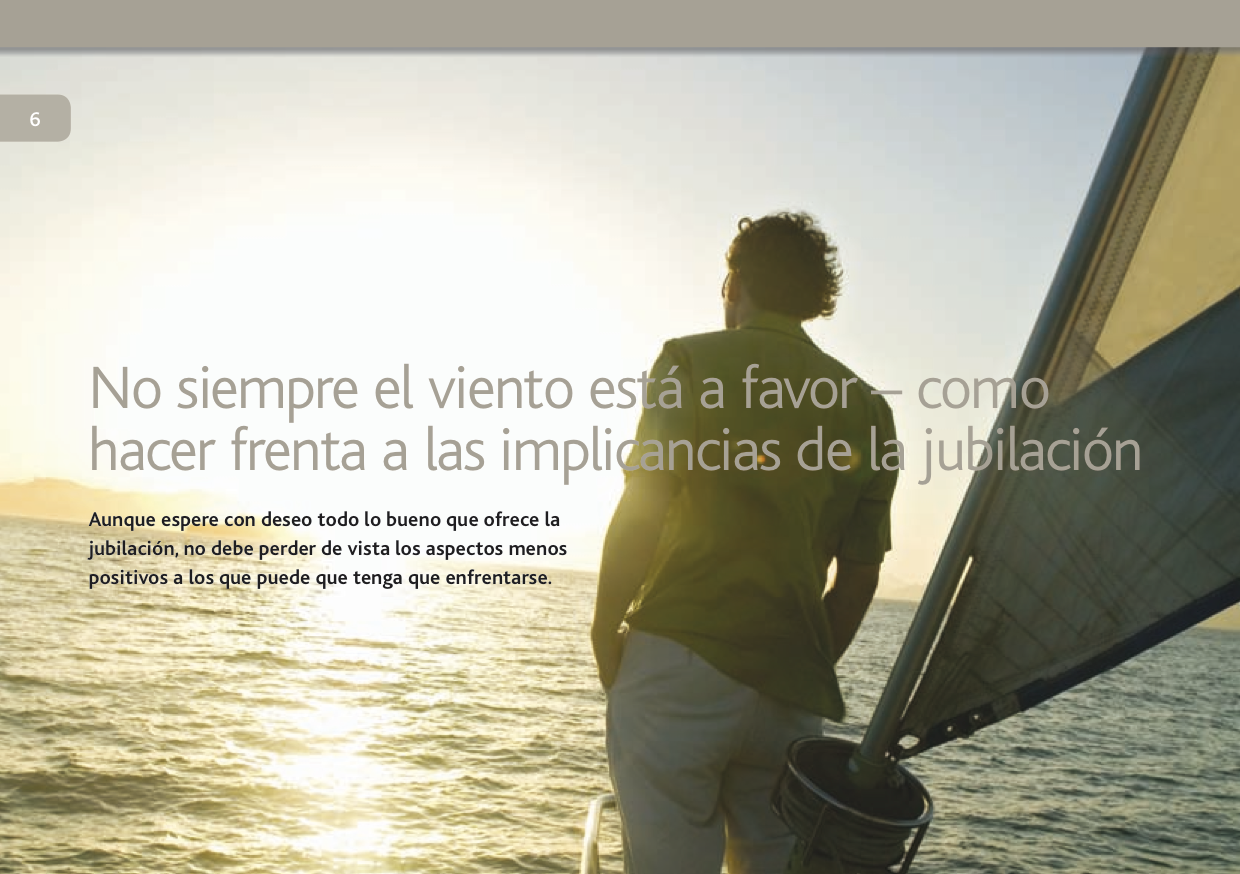 6
No siempre el viento está a favor – como
hacer frenta a las implicancias de la jubilación
Aunque espere con deseo todo lo bueno que ofrece la
jubilación, no debe perder de vista los aspectos menos
positivos a los que puede que tenga que enfrentarse.